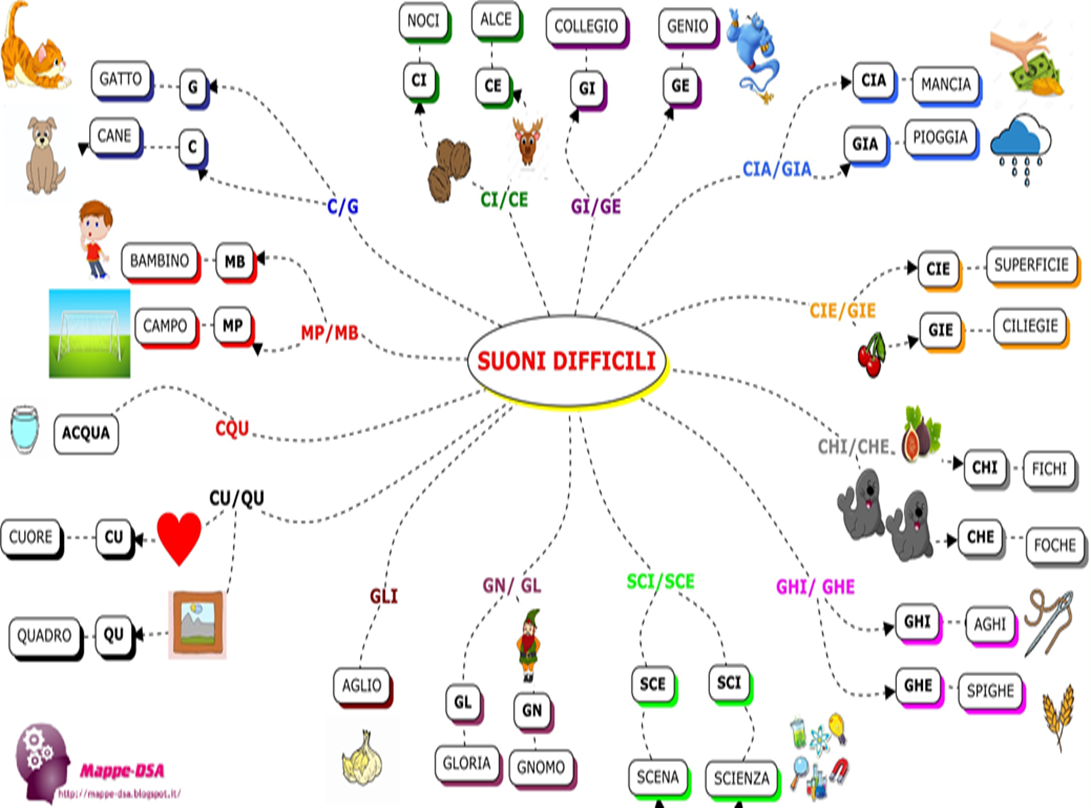 SUONI DIFFICILI
C/G
G
GATTO
C
CANE
CI/CE
CI
NOCI
CE
ALCE
GI/GE
GI
COLLEGIO
GE
GENIO
CIA/GIA
CIA
MANCIA
GIA
PIOGGIA
CIE/GIE
CIE
SUPERFICIE
GIE
CILIEGIE
CHI/CHE
CHI
FICHI
CHE
FOCHE
GHI/ GHE
GHI
AGHI
GHE
SPIGHE
SCI/SCE
SCE
SCENA
SCI
SCIENZA
GN/ GL
GL
GLORIA
GN
GNOMO
GLI
AGLIO
CU/QU
CU
CUORE
QU
QUADRO
CQU
ACQUA
MP/MB
MB
BAMBINO
MP
CAMPO
Mappe-DSA
http://mappe-dsa.blogspot.it/